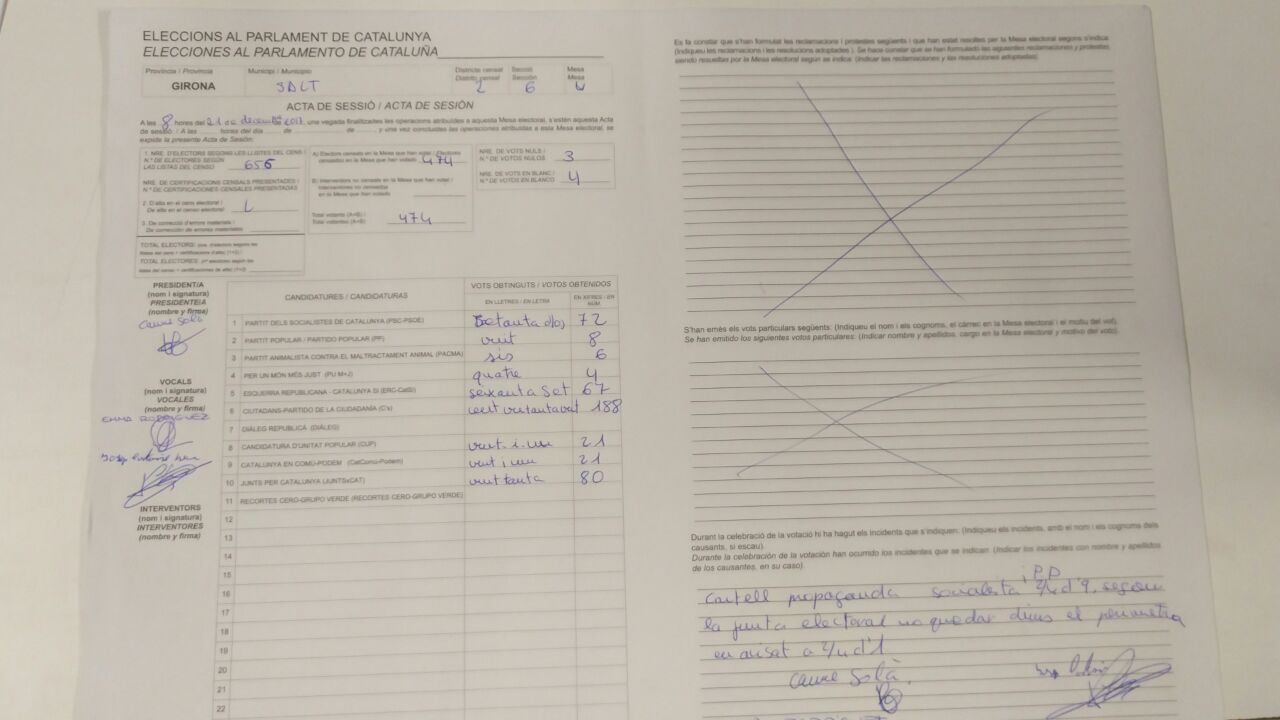 ELECCIONS AL PARLAMENT DE CATALUNYA
ELECCIONES AL PARLAMENTO DE CATALUÑA
Província / Provincia
GIRONA
Municipi / Municipio
SALT
Districte censal
Distrito censal
2
Secció
Sección
6
Mesa
Mesa
U
ACTA DE SESSIÓ / ACTA DE SESIÓN
A les 8 hores del 21 de desembre 2017, una vegada finalitzades les operacions atribuïdes a aquesta Mesa electoral, s'estén aquesta Acta
de sessió / A las ........ hores del día ...... de ............ de ........, y una vez concluidas las operaciones atribuidas a esta Mesa electoral, se
expide la presente Acta de Sesión:
1. NRE. D'ELECTORS SEGONS LES LLISTES DEL CENS /
N.º DE ELECTORES SEGÚN
LAS LISTAS DEL CENSO 656
NRE. DE CERTIFICACIONS CENSALS PRESENTADES /
N.º DE CERTIFICACIONES CENSALES PRESENTADAS
2. D'alta en el cens electoral /
De alta en el censo electoral
3. De correcció d'errors materials /
De corrección de errores materiales
TOTAL ELECTORS: (nre. d'electors segons les
llistes del cens + certificacions d'alta) (1+2) /
TOTAL ELECTORES: (nº electores según las
listas del censo + certificaciones de alta) (1+2)
A) Electors censats en la Mesa que han votat / Electores
censados en la Mesa que han votado 474
B) Interventors no censats en la Mesa que han votat /
Interventores no censados
en la Mesa que han votado
Total votants (A+B) /
Total votantes (A+B) 474
NRE. DE VOTS NULS /
N.º DE VOTOS NULOS 3
NRE. DE VOTS EN BLANC /
N.º DE VOTOS EN BLANCO 4
PRESIDENT/A
(nom i signatura)
PRESIDENTE/A
(nombre y firma)
Carme Solà
VOCALS
(nom i signatura)
VOCALES
(nombre y firma)
EMMA RODRÍGUEZ
Josep
INTERVENTORS
(nom i signatura)
INTERVENTORES
(nombre y firma)
CANDIDATURES / CANDIDATURAS
VOTS OBTINGUTS / VOTOS OBTENIDOS
EN LLETRES / EN LETRA
EN XIFRES / EN NÚM.
1 PARTIT DELS SOCIALISTES DE CATALUNYA (PSC-PSOE) Setanta dos 72
2 PARTIT POPULAR / PARTIDO POPULAR (PP) vuit 8
3 PARTIT ANIMALISTA CONTRA EL MALTRACTAMENT ANIMAL (PACMA) sis 6
4 PER UN MÓN MÉS JUST (PU M+J) quatre 4
5 ESQUERRA REPUBLICANA - CATALUNYA SÍ (ERC-CatSí) seixanta Set 67
6 CIUTADANS-PARTIDO DE LA CIUDADANÍA (C's) cent vuitanta vuit 188
7 DIÀLEG REPUBLICÀ (DIÀLEG)
8 CANDIDATURA D'UNITAT POPULAR (CUP) vint-i-un 21
9 CATALUNYA EN COMÚ-PODEM (CatComú-Podem) vint i un 21
10 JUNTS PER CATALUNYA (JUNTSxCAT) vuitanta 80
11 RECORTES CERO-GRUPO VERDE (RECORTES CERO-GRUPO VERDE)
12
13
14
15
16
17
18
19
20
21
22
Es fa constar que s'han formulat les reclamacions i protestes següents i que han estat resoltes per la Mesa electoral segons s'indica
(Indiqueu les reclamacions i les resolucions adoptades). Se hace constar que se han formulado las siguientes reclamaciones y protestas,
siendo resueltas por la Mesa electoral según se indica. (Indicar las reclamaciones y las resoluciones adoptadas).
S'han emès els vots particulars següents: (Indiqueu el nom i els cognoms, el càrrec en la Mesa electoral i el motiu del vot).
Se han emitido los siguientes votos particulares: (Indicar nombre y apellidos, cargo en la Mesa electoral y motivo del voto).
Durant la celebració de la votació hi ha hagut els incidents que s'indiquen: (Indiqueu els incidents, amb el nom i els cognoms dels
causants, si escau).
Durante la celebración de la votación han ocurrido los incidentes que se indican: (Indicar los incidentes con nombre y apellidos
de los causantes, en su caso).
i PP
Cartell propaganda socialista 3/4 d'9, segons
la junta electoral no quedar dins el perimetre
en avisat a 3/4 d'1
Carme Solà.